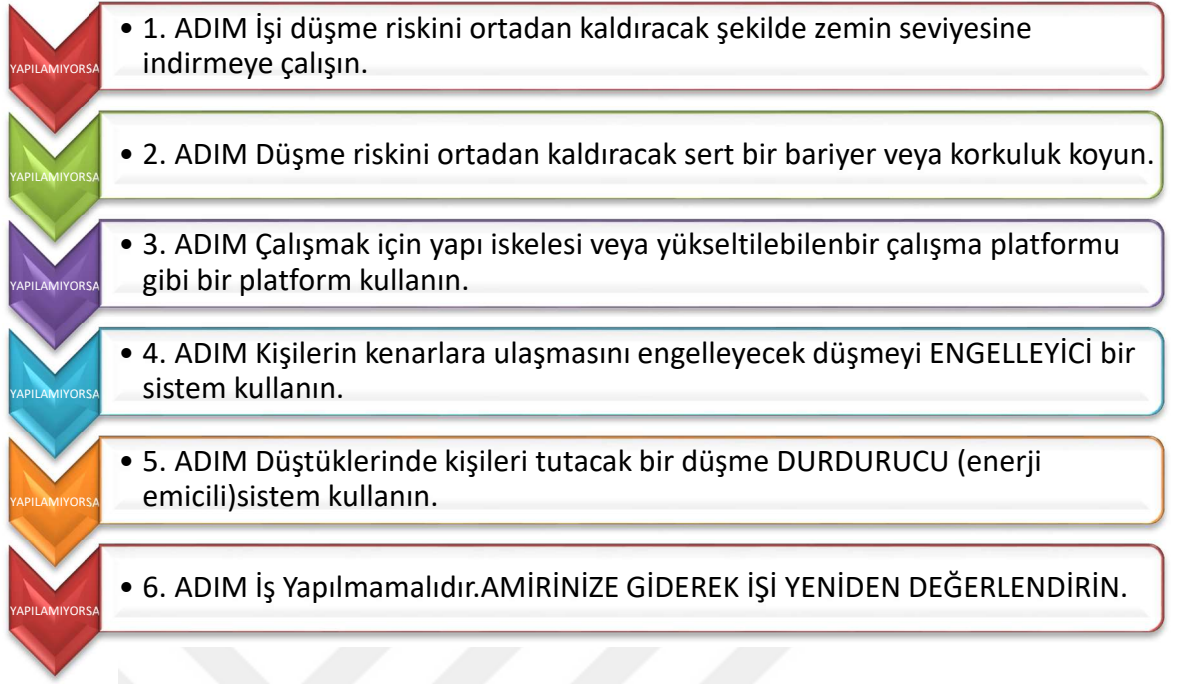 YAPILAMIYORSA
• 1. ADIM İşi düşme riskini ortadan kaldıracak şekilde zemin seviyesine
indirmeye çalışın.
YAPILAMIYORSA
• 2. ADIM Düşme riskini ortadan kaldıracak sert bir bariyer veya korkuluk koyun.
YAPILAMIYORSA
• 3. ADIM Çalışmak için yapı iskelesi veya yükseltilebilenbir çalışma platformu
gibi bir platform kullanın.
YAPILAMIYORSA
• 4. ADIM Kişilerin kenarlara ulaşmasını engelleyecek düşmeyi ENGELLEYİCİ bir
sistem kullanın.
YAPILAMIYORSA
• 5. ADIM Düştüklerinde kişileri tutacak bir düşme DURDURUCU (enerji
emicili)sistem kullanın.
YAPILAMIYORSA
• 6. ADIM İş Yapılmamalıdır.AMİRİNİZE GİDEREK İŞİ YENİDEN DEĞERLENDİRİN.